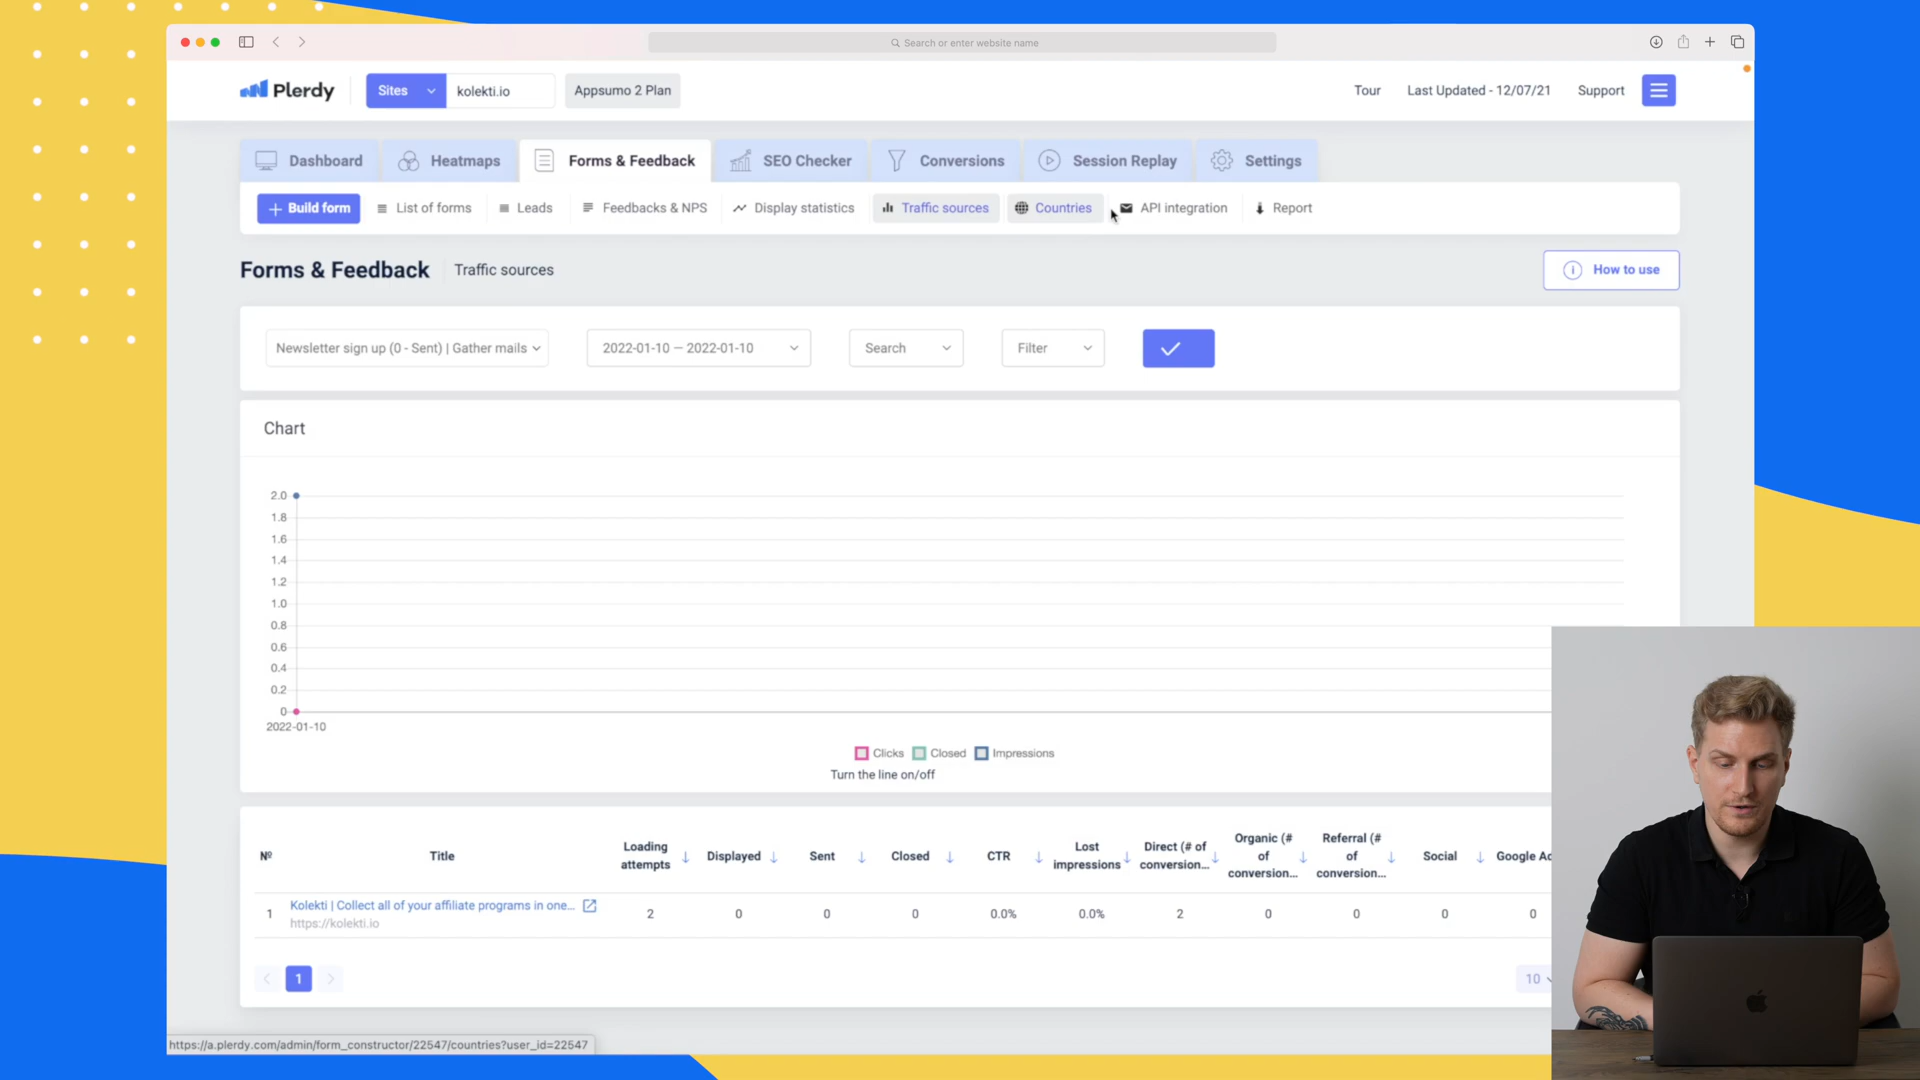 Search or enter website name
Plerdy
Sites
kolekti.io
Appsumo 2 Plan
Tour
Last Updated - 12/07/21
Support
Dashboard
Heatmaps
Forms & Feedback
SEO Checker
Conversions
Session Replay
Settings
+ Build form
List of forms
Leads
Feedbacks & NPS
Display statistics
Traffic sources
Countries
API integration
Report
Forms & Feedback
Traffic sources
How to use
Newsletter sign up (0 - Sent) | Gather mails
2022-01-10 — 2022-01-10
Search
Filter
Chart
2.0
1.8
1.6
1.4
1.2
1.0
0.8
0.6
0.4
0.2
0
2022-01-10
Clicks
Closed
Impressions
Turn the line on/off
Nº
Title
Loading
attempts
Displayed
Sent
Closed
CTR
Lost
impressions
Direct (# of
conversion...
Organic (#
of
conversion...
Referral (#
of
conversion...
Social
Google Ad
1
Kolekti | Collect all of your affiliate programs in one...
https://kolekti.io
2
0
0
0
0.0%
0.0%
2
0
0
0
0
1
10
https://a.plerdy.com/admin/form_constructor/22547/countries?user_id=22547